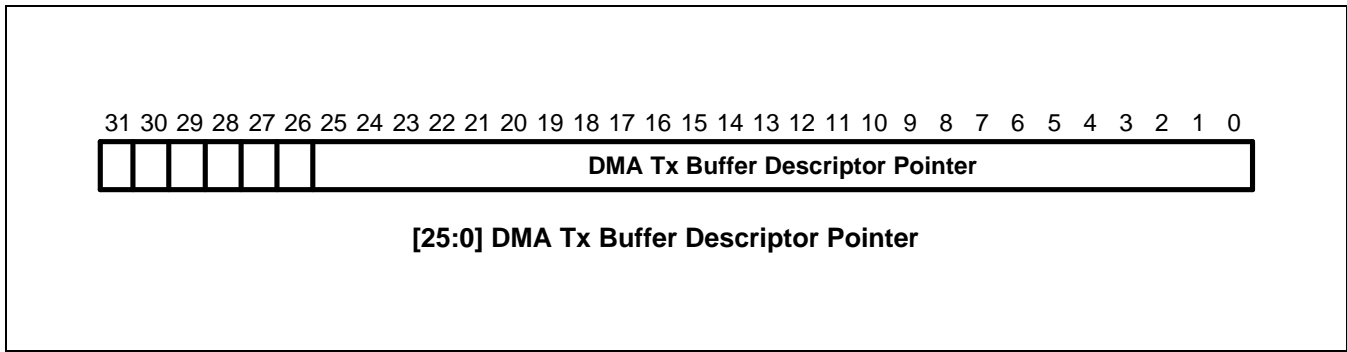 31 30 29 28 27 26 25 24 23 22 21 20 19 18 17 16 15 14 13 12 11 10 9 8 7 6 5 4 3 2 1 0
DMA Tx Buffer Descriptor Pointer
[25:0] DMA Tx Buffer Descriptor Pointer